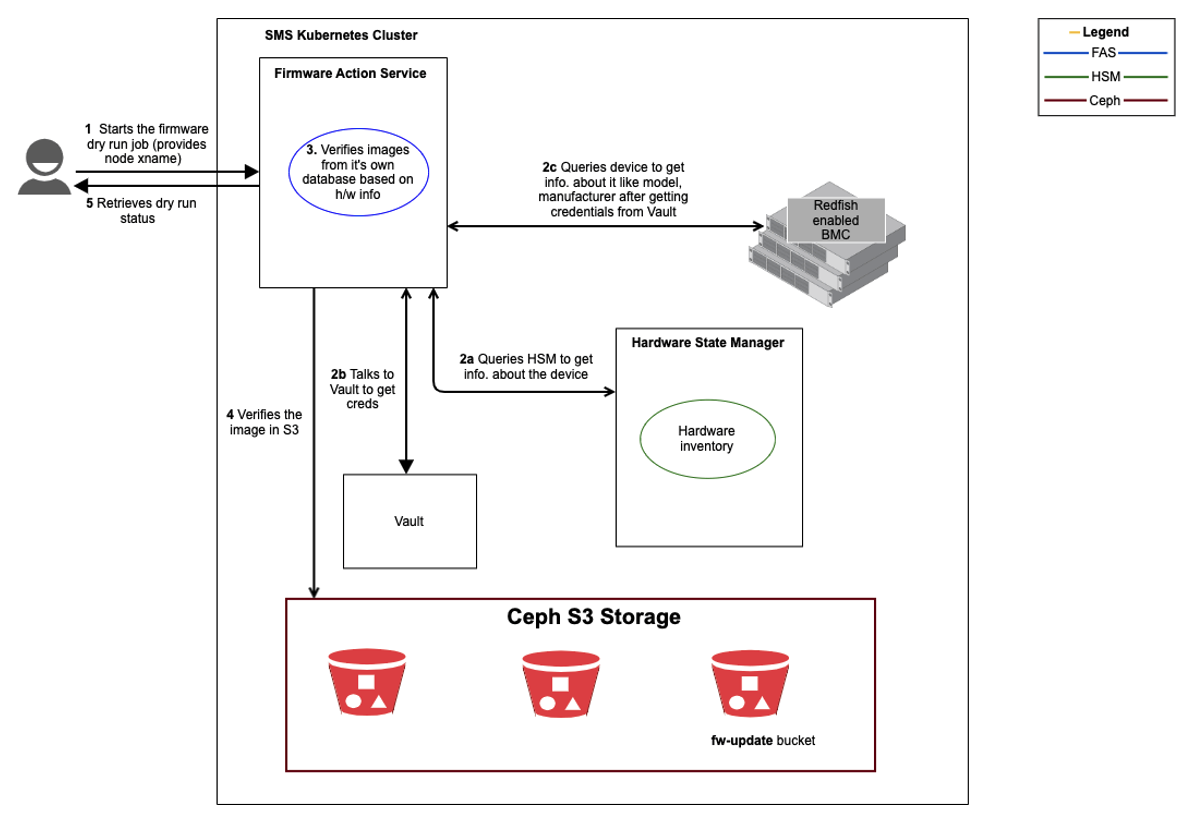 SMS Kubernetes Cluster
Firmware Action Service
1 Starts the firmware
dry run job (provides
node xname)
5 Retrieves dry run
status
3. Verifies images
from it's own
database based on
h/w info
2c Queries device to get
info. about it like model,
manufacturer after getting
credentials from Vault
Redfish
enabled
BMC
Legend
FAS
HSM
Ceph
2b Talks to
Vault to get
creds
2a Queries HSM to get
info. about the device
Hardware State Manager
Hardware
inventory
4 Verifies the
image in S3
Vault
Ceph S3 Storage
fw-update bucket